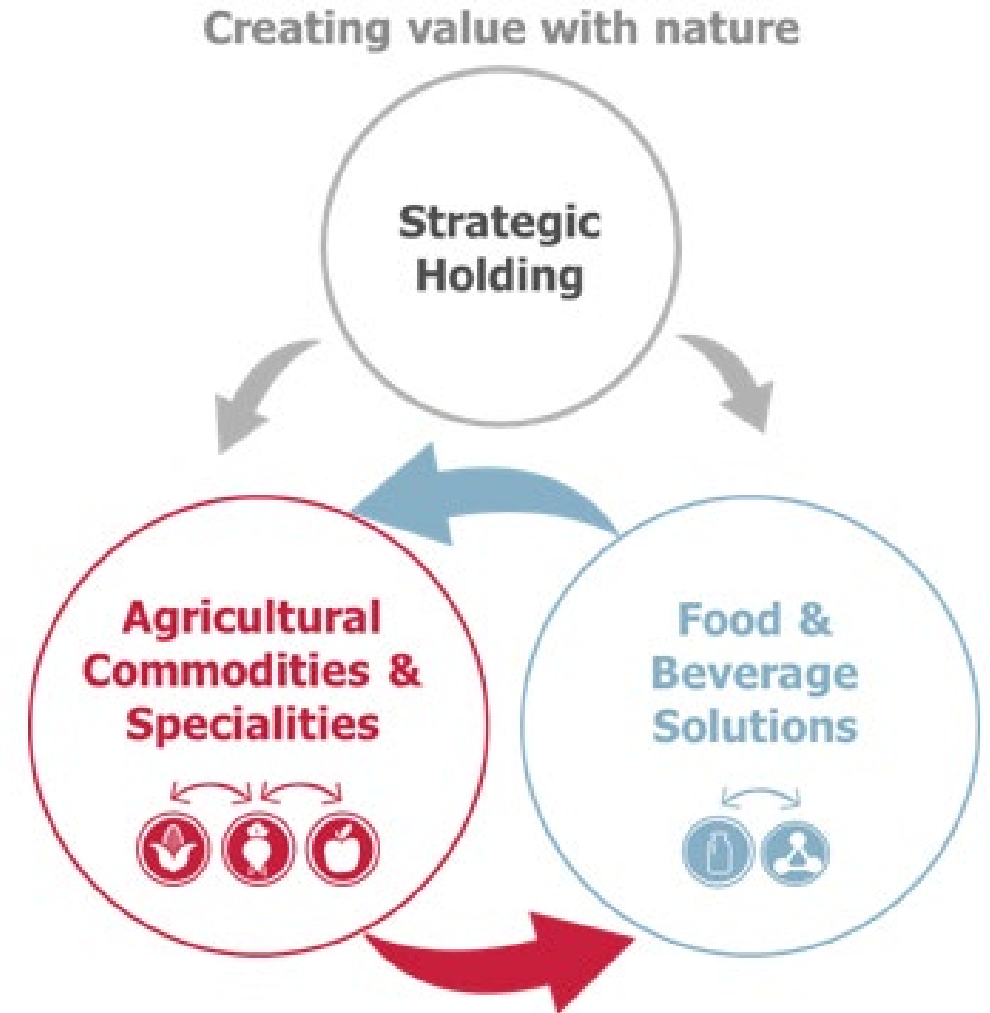 Creating value with nature
Strategic
Holding
Agricultural
Commodities &
Specialities
Food &
Beverage
Solutions